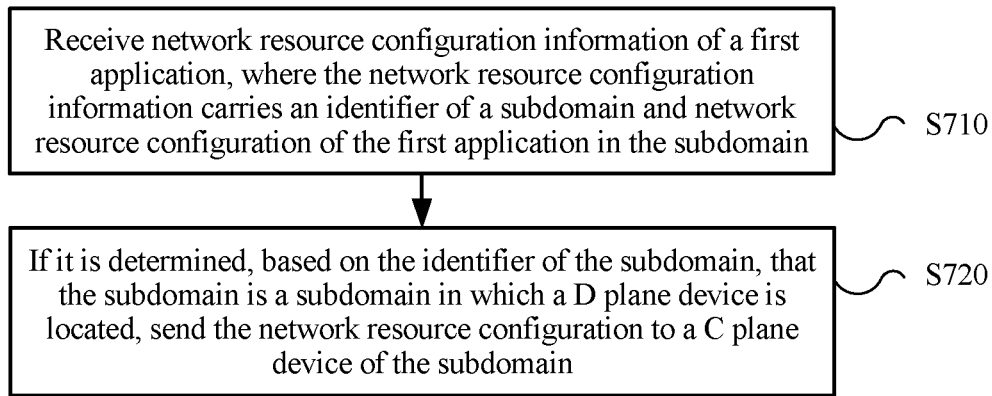 Receive network resource configuration information of a first
application, where the network resource configuration
information carries an identifier of a subdomain and network
resource configuration of the first application in the subdomain
S710
If it is determined, based on the identifier of the subdomain, that
the subdomain is a subdomain in which a D plane device is
located, send the network resource configuration to a C plane
device of the subdomain
S720